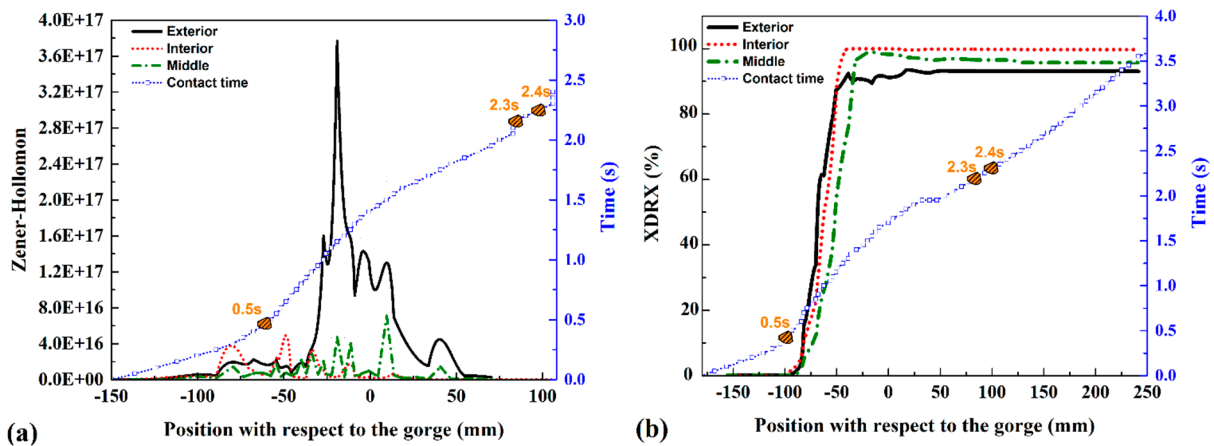 4.0E+17
3.6E+17
3.2E+17
2.8E+17
2.4E+17
2.0E+17
1.6E+17
1.2E+17
8.0E+16
4.0E+16
0.0E+00
Zener-Hollomon
Exterior
Interior
Middle
Contact time
0.5s
2.3s
2.4s
3.0
2.5
2.0
1.5
1.0
0.5
0.0
Time (s)
-150
-100
-50
0
50
100
Position with respect to the gorge (mm)
(a)
100
80
60
40
20
0
XDRX (%)
Exterior
Interior
Middle
Contact time
0.5s
2.3s
2.4s
4.0
3.5
3.0
2.5
2.0
1.5
1.0
0.5
0.0
Time (s)
-150
-100
-50
0
50
100
150
200
250
Position with respect to the gorge (mm)
(b)